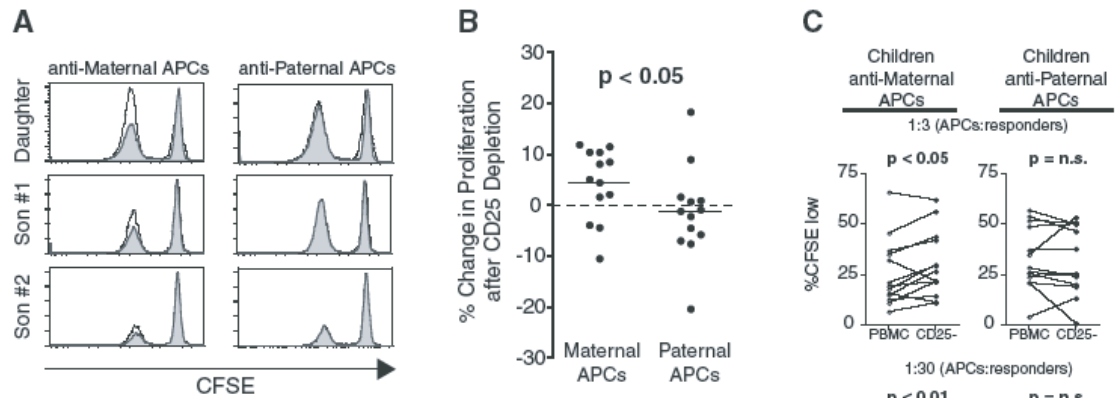 A
anti-Maternal APCs
anti-Paternal APCs
Daughter
Son #1
Son #2
CFSE
B
% Change in Proliferation
after CD25 Depletion
30
20
10
0
-10
-20
-30
p < 0.05
Maternal
APCs
Paternal
APCs
C
Children
anti-Maternal
APCs
Children
anti-Paternal
APCs
1:3 (APCs:responders)
p < 0.05
p = n.s.
%CFSE low
75
50
25
0
PBMC CD25-
75
50
25
0
PBMC CD25-
1:30 (APCs:responders)
p < 0.01
p = n.s.